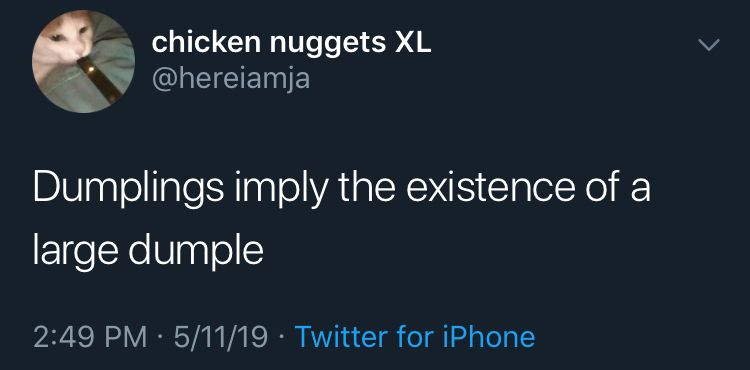 chicken nuggets XL
@hereiamja
Dumplings imply the existence of a
large dumple
2:49 PM · 5/11/19 · Twitter for iPhone